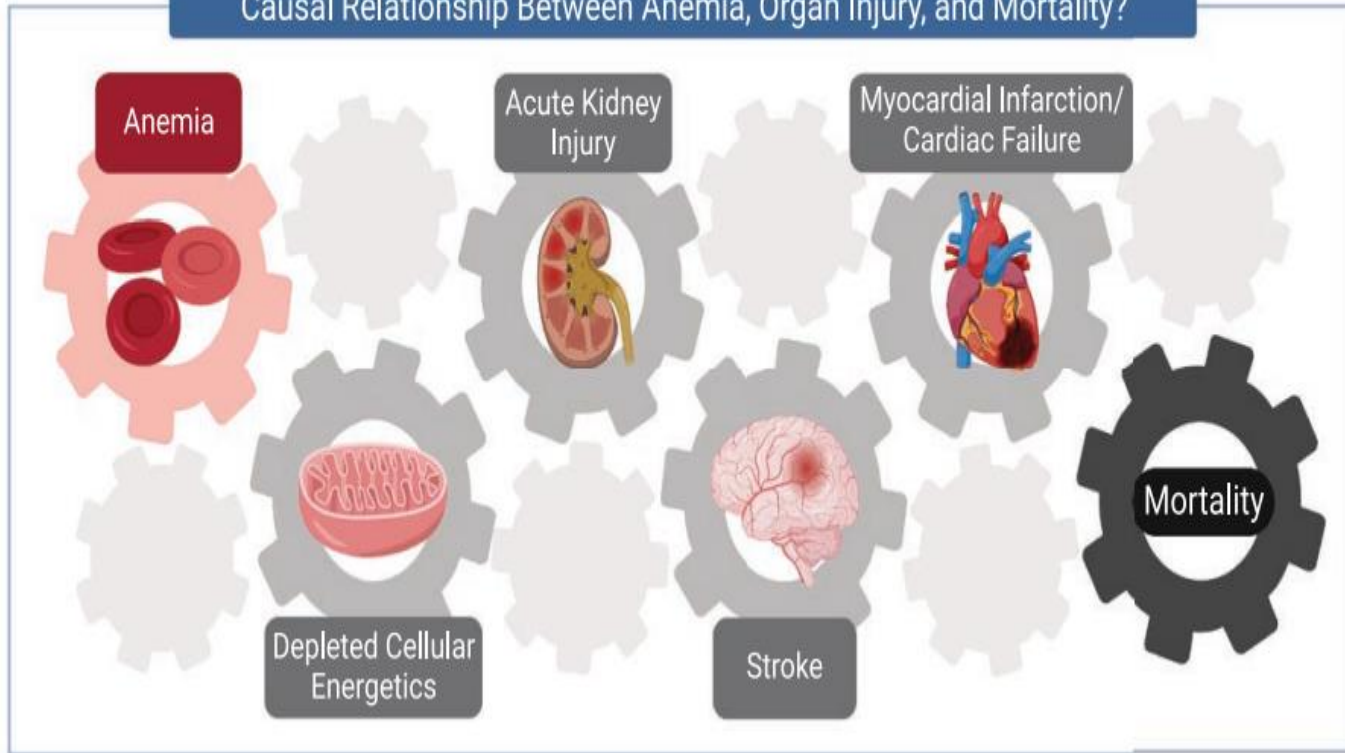 Causal Relationship Between Anemia, Organ Injury, and Mortality?
Anemia
Acute Kidney
Injury
Myocardial Infarction/
Cardiac Failure
Mortality
Depleted Cellular
Energetics
Stroke